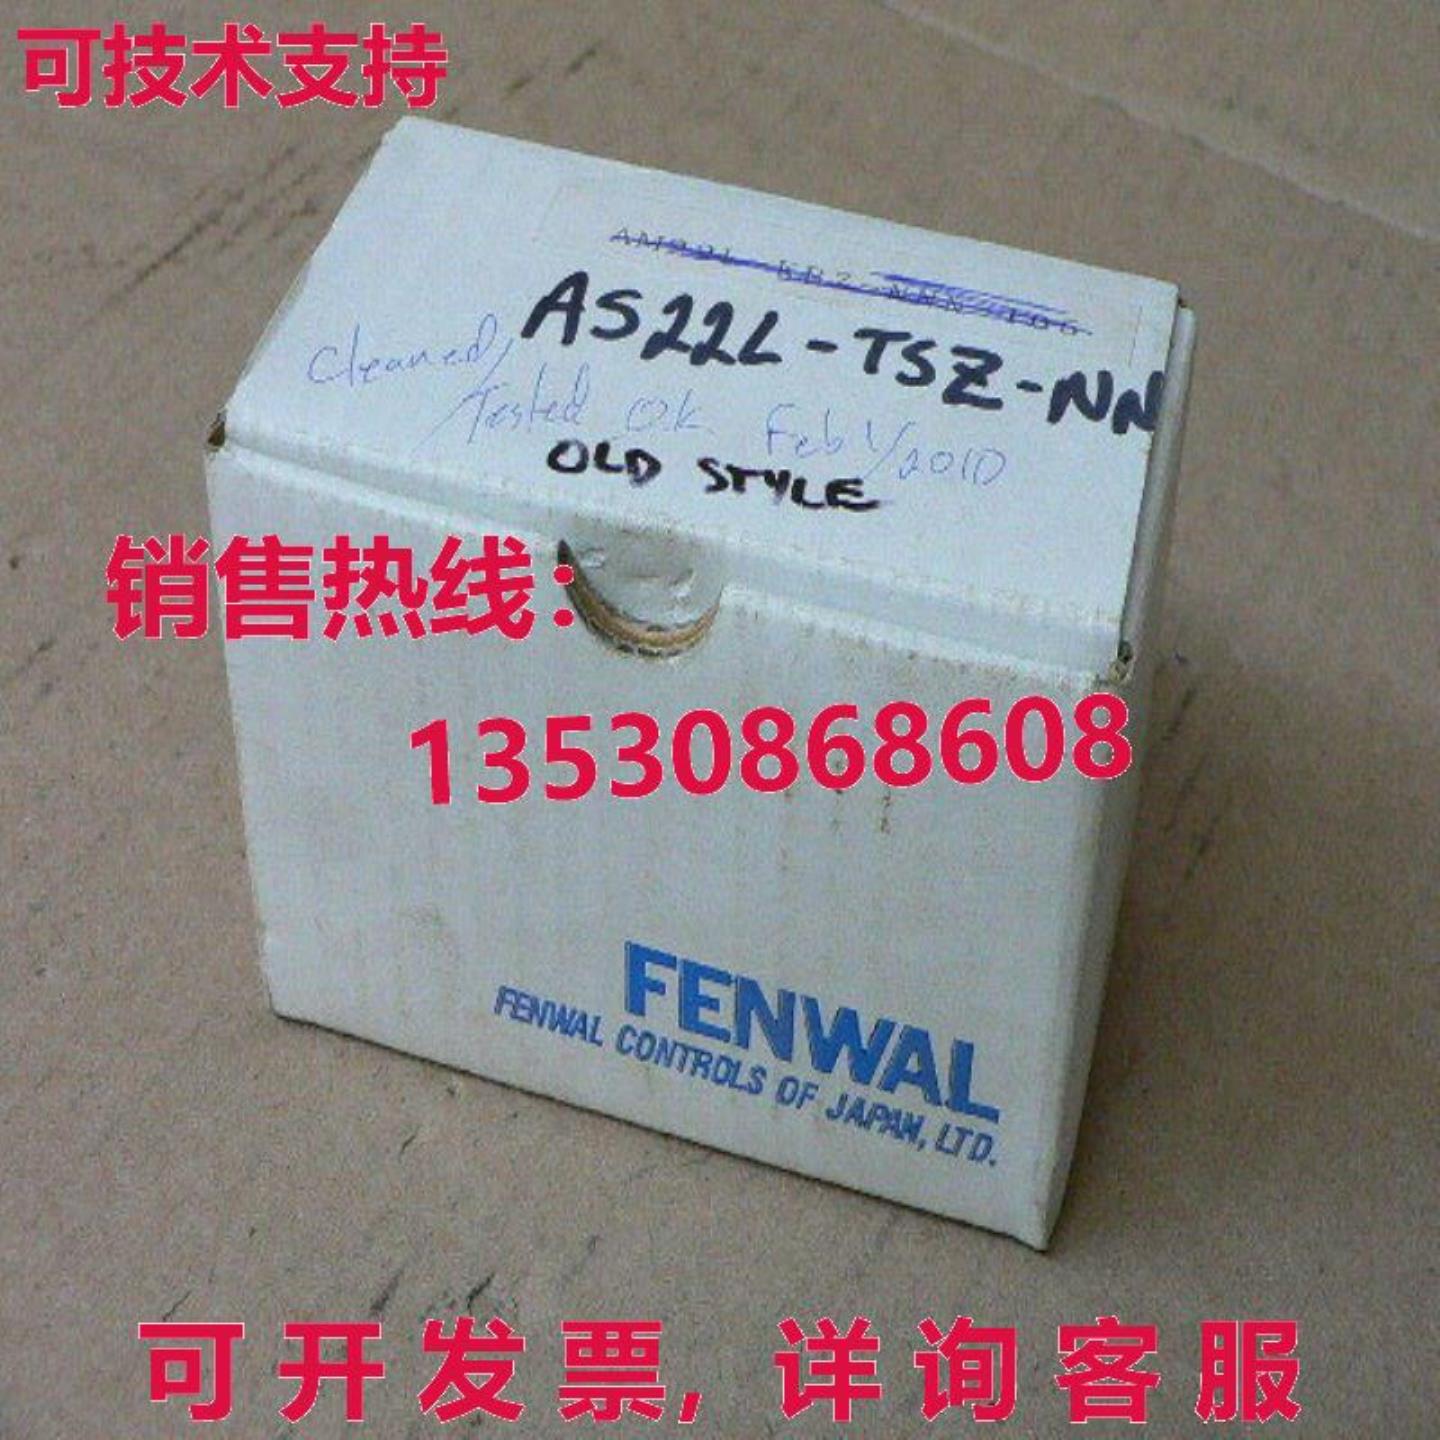 可技术支持
AS22L-TSZ-NN
Cleaned,
Tested Ok Feb 1/2010
OLD STYLE
销售热线：
13530868608
FENWAL
FENWAL CONTROLS OF JAPAN, LTD.
可开发票, 详询客服